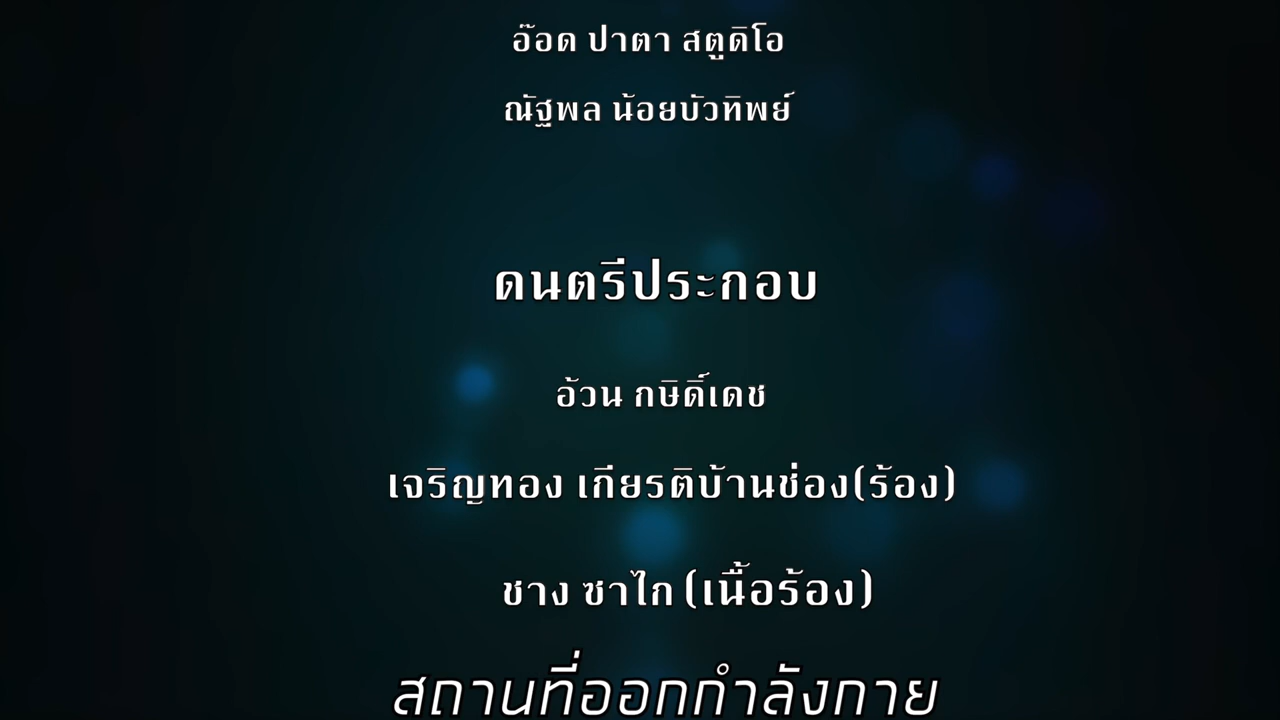 อ๊อด ปาตา สตูดิโอ
ณัฐพล น้อยบัวทิพย์
ดนตรีประกอบ
อ้วน กษิดิ์เดช
เจริญทอง เกียรติบ้านช่อง(ร้อง)
ชาง ซาไก (เนื้อร้อง)
สถานที่ออกกำลังกาย